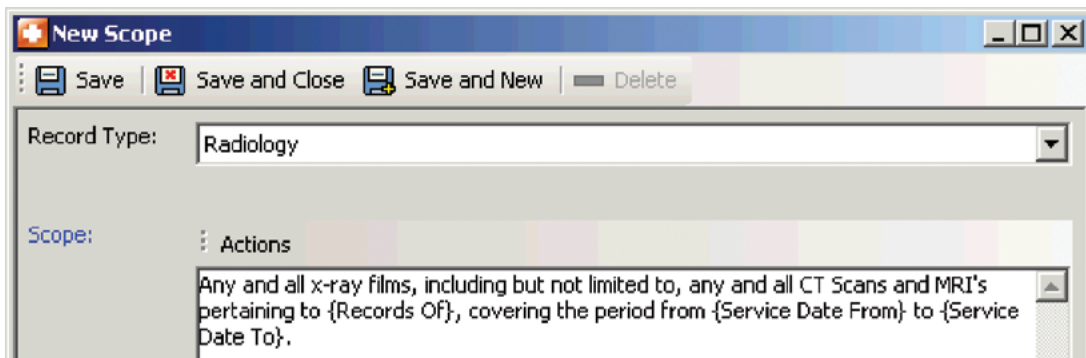 New Scope
Save Save and Close Save and New Delete
Record Type: Radiology
Scope: Actions
Any and all x-ray films, including but not limited to, any and all CT Scans and MRI's
pertaining to {Records Of}, covering the period from {Service Date From} to {Service
Date To}.